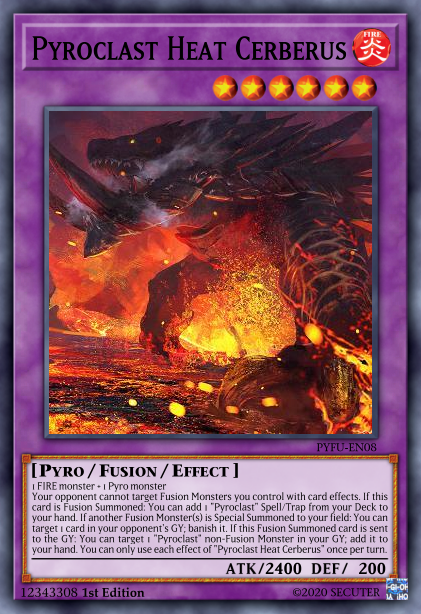 Pyroclast Heat Cerberus
FIRE
炎
PYFU-EN08
[Pyro / Fusion / Effect ]
1 FIRE monster + 1 Pyro monster
Your opponent cannot target Fusion Monsters you control with card effects. If this
card is Fusion Summoned: You can add 1 "Pyroclast" Spell/Trap from your Deck to
your hand. If another Fusion Monster(s) is Special Summoned to your field: You can
target 1 card in your opponent's GY; banish it. If this Fusion Summoned card is sent
to the GY: You can target 1 "Pyroclast" non-Fusion Monster in your GY; add it to
your hand. You can only use each effect of "Pyroclast Heat Cerberus" once per turn.
ATK/2400 DEF/ 200
12343308 1st Edition
©2020 SECUTER